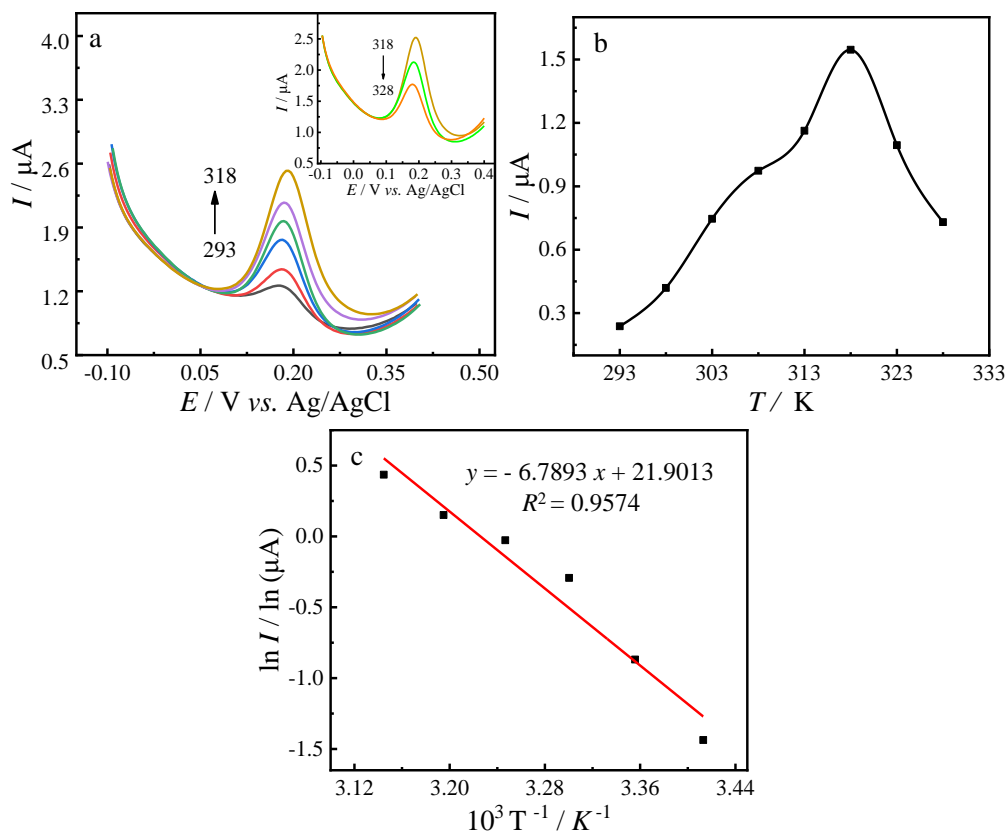 a
4.0
3.3
2.6
1.9
1.2
0.5
-0.10 0.05 0.20 0.35 0.50
I / μA
E / V vs. Ag/AgCl
318
293
2.5
2.0
1.5
1.0
0.5
-0.1 0.0 0.1 0.2 0.3 0.4
I / μA
E / V vs. Ag/AgCl
318
328
b
1.5
1.2
0.9
0.6
0.3
293 303 313 323 333
I / μA
T / K
c
0.5
0.0
-0.5
-1.0
-1.5
3.12 3.20 3.28 3.36 3.44
ln I / ln (μA)
10³ T⁻¹ / K⁻¹
y = - 6.7893 x + 21.9013
R² = 0.9574